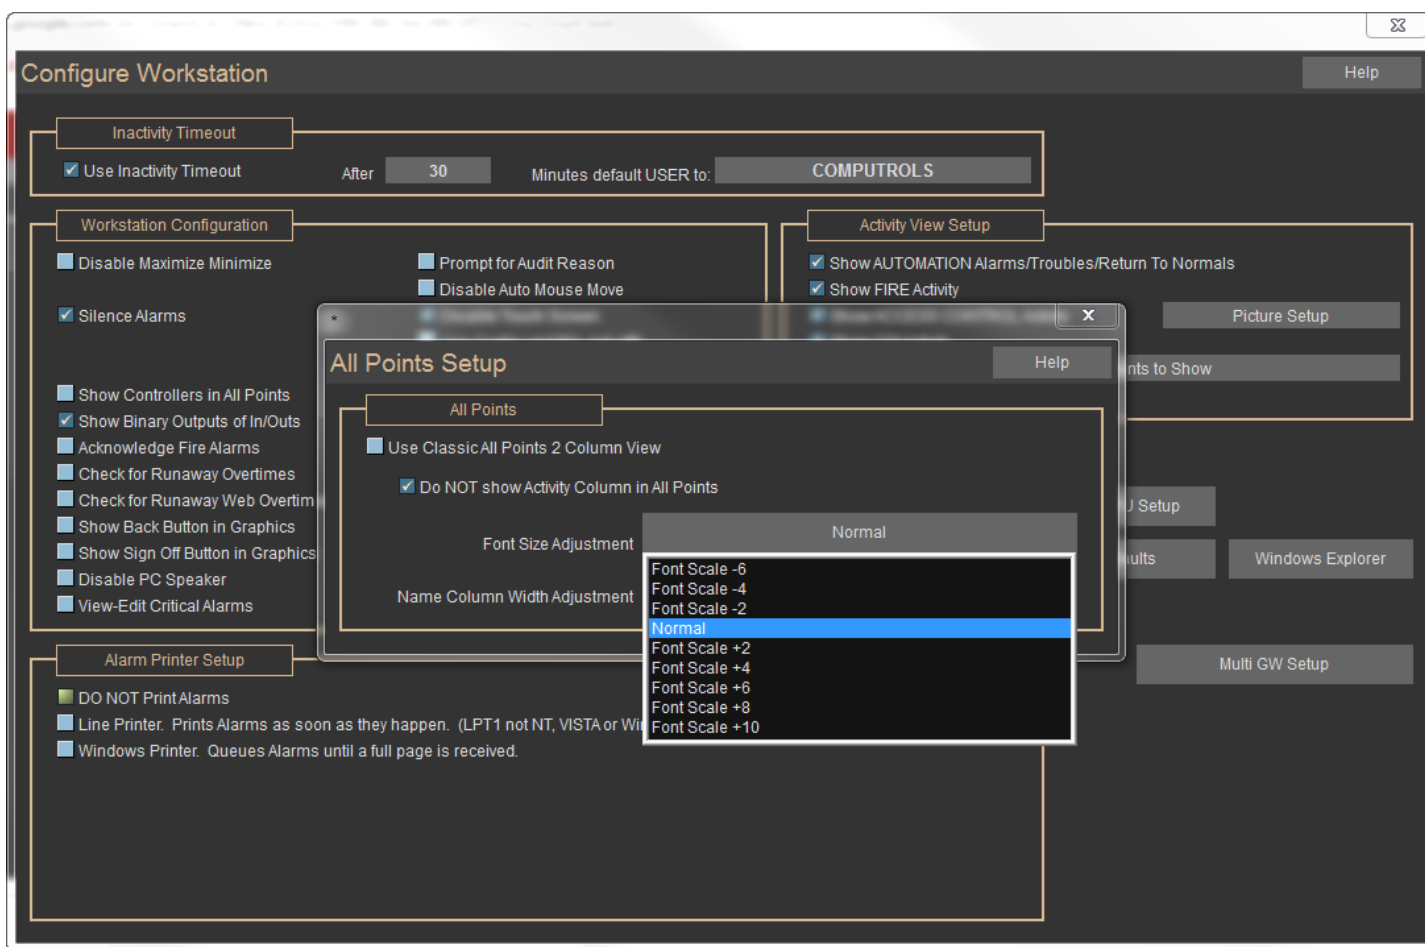 Configure Workstation
Help
Inactivity Timeout
Use Inactivity Timeout After 30 Minutes default USER to: COMPUTROLS
Workstation Configuration
Disable Maximize Minimize
Prompt for Audit Reason
Disable Auto Mouse Move
Silence Alarms
Disable Touch Screen
Show Controllers in All Points
Show Binary Outputs of In/Outs
Acknowledge Fire Alarms
Check for Runaway Overtimes
Check for Runaway Web Overtim
Show Back Button in Graphics
Show Sign Off Button in Graphics
Disable PC Speaker
View-Edit Critical Alarms
Activity View Setup
Show AUTOMATION Alarms/Troubles/Return To Normals
Show FIRE Activity
Show ACCESS CONTROL
Picture Setup
nts to Show
Setup
aults
Windows Explorer
Multi GW Setup
*
X
All Points Setup
Help
All Points
Use Classic All Points 2 Column View
Do NOT show Activity Column in All Points
Font Size Adjustment Normal
Name Column Width Adjustment
Font Scale -6
Font Scale -4
Font Scale -2
Normal
Font Scale +2
Font Scale +4
Font Scale +6
Font Scale +8
Font Scale +10
Alarm Printer Setup
DO NOT Print Alarms
Line Printer. Prints Alarms as soon as they happen. (LPT1 not NT, VISTA or Wi
Windows Printer. Queues Alarms until a full page is received.